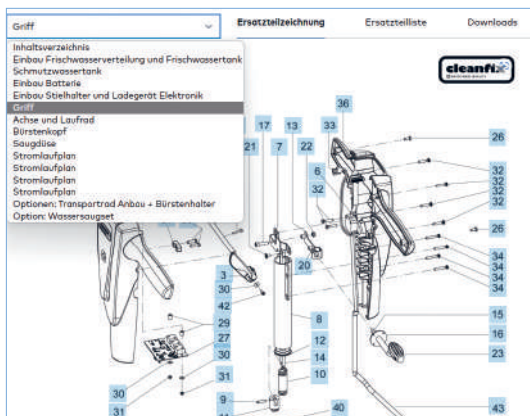 Griff
Ersatzteilzeichnung
Ersatzteilliste
Downloads
Inhaltsverzeichnis
Einbau Frischwasserverteilung und Frischwassertank
Schmutzwassertank
Einbau Batterie
Einbau Stielhalter und Ladegerät Elektronik
Griff
Achse und Laufrad
Bürstenkopf
Saugdüse
Stromlaufplan
Stromlaufplan
Stromlaufplan
Stromlaufplan
Optionen: Transportrad Anbau + Bürstenhalter
Option: Wassersaugset
cleanfix
36
17
13
33
26
21
7
22
6
32
32
32
32
32
32
26
20
3
30
42
34
34
34
34
8
15
29
27
12
14
16
30
10
23
30
31
31
9
40
43